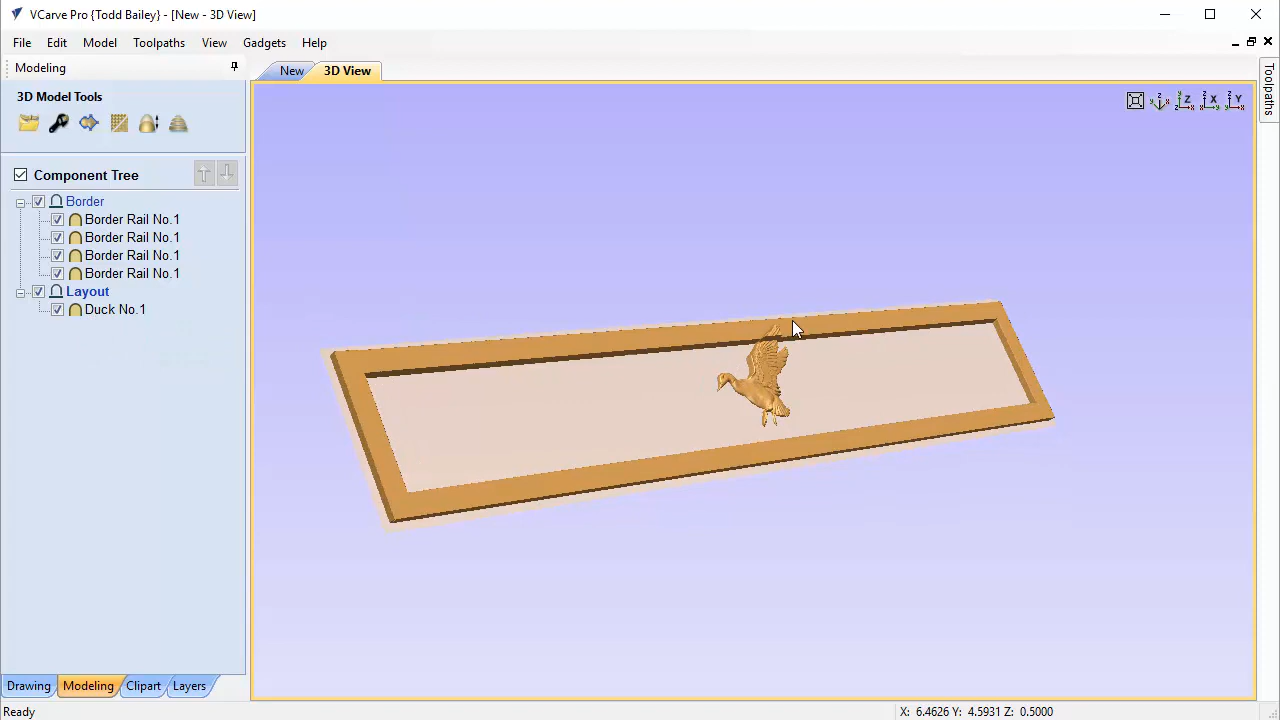 VCarve Pro {Todd Bailey} - [New - 3D View]
File Edit Model Toolpaths View Gadgets Help
Modeling
New 3D View
3D Model Tools
Z X Y
Toolpaths
Component Tree
Border
Border Rail No.1
Border Rail No.1
Border Rail No.1
Border Rail No.1
Layout
Duck No.1
Drawing Modeling Clipart Layers
Ready
X: 6.4626 Y: 4.5931 Z: 0.5000